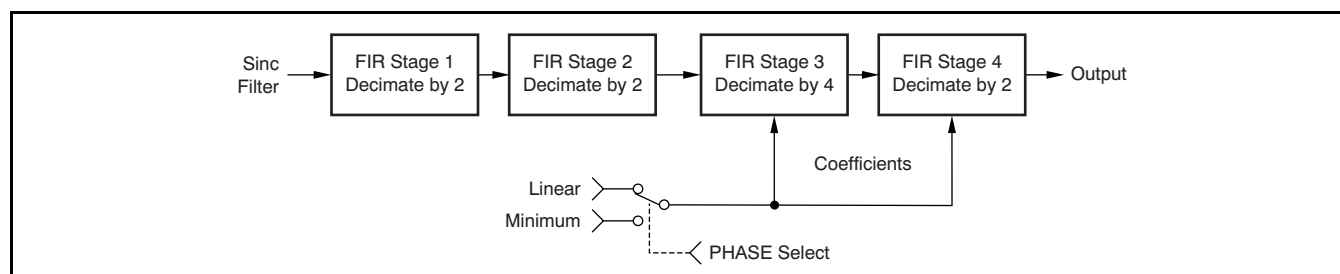 Sinc
Filter
FIR Stage 1
Decimate by 2
FIR Stage 2
Decimate by 2
FIR Stage 3
Decimate by 4
FIR Stage 4
Decimate by 2
Output
Coefficients
Linear
Minimum
PHASE Select